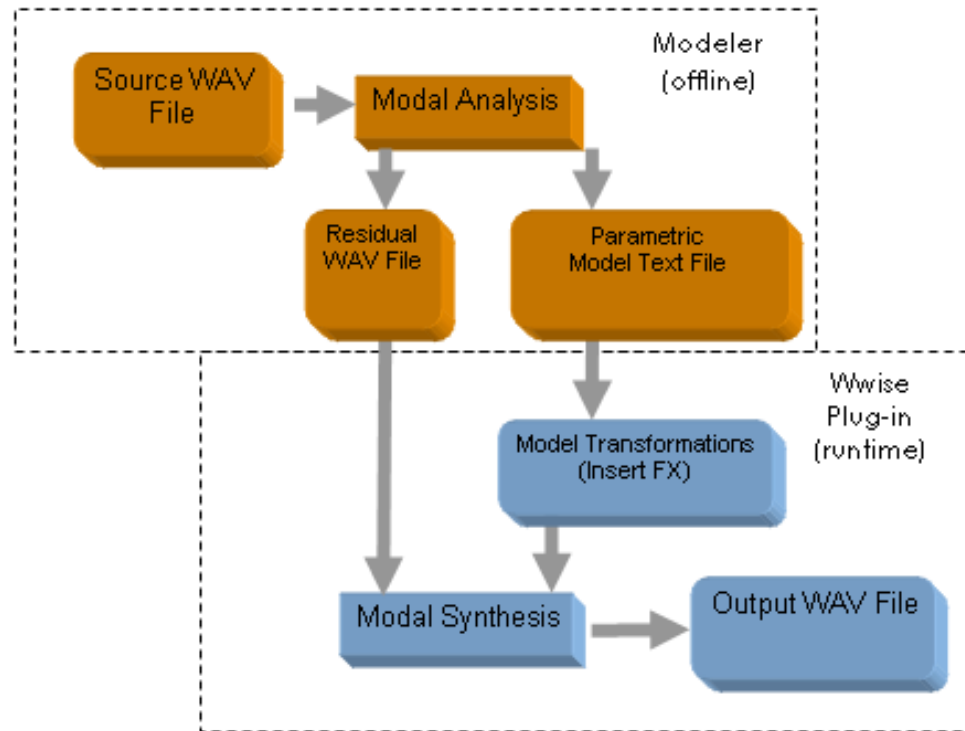 Modeler
(offline)
Source WAV
File
Modal Analysis
Residual
WAV File
Parametric
Model Text File
Wwise
Plug-in
(runtime)
Model Transformations
(Insert FX)
Modal Synthesis
Output WAV File